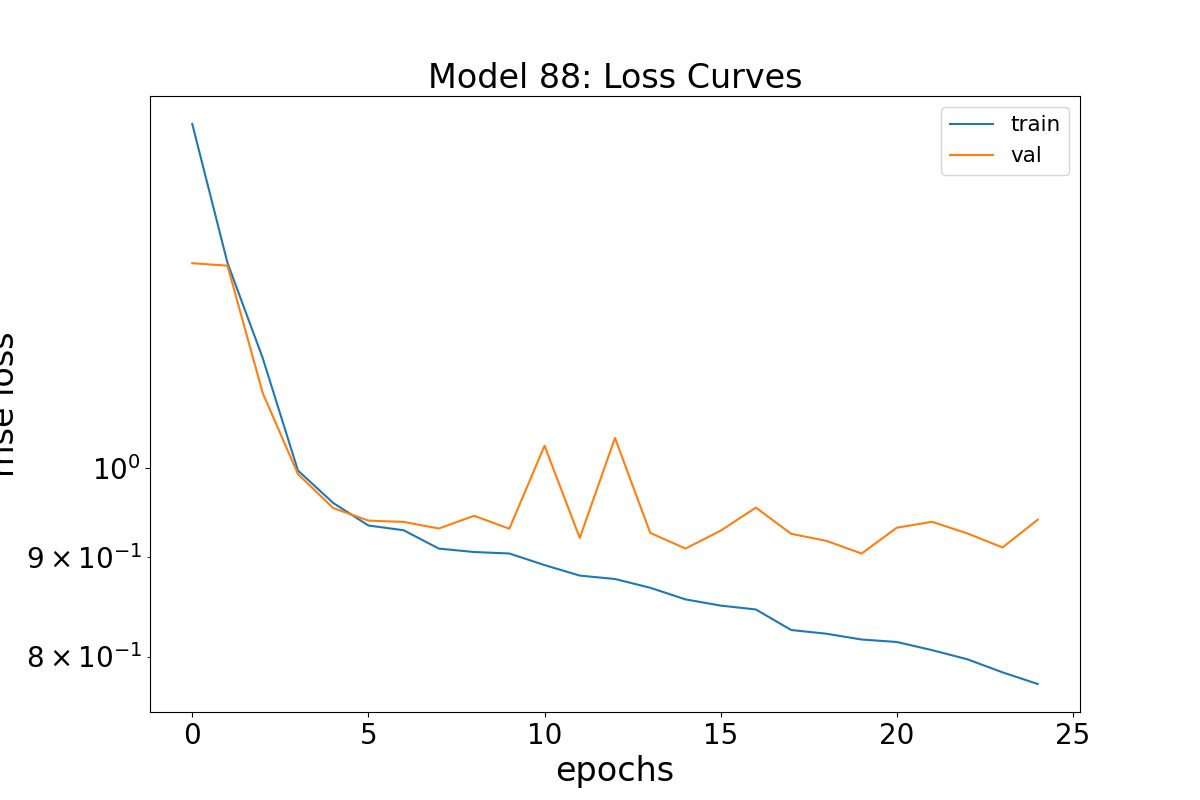 Model 88: Loss Curves
train
val
loss
10⁰
9 × 10⁻¹
8 × 10⁻¹
0 5 10 15 20 25
epochs